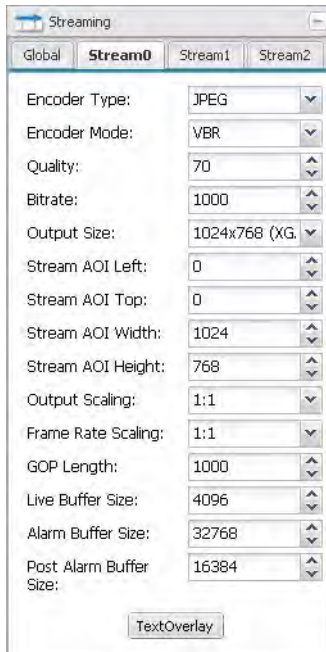 Streaming
Global Stream0 Stream1 Stream2
Encoder Type: JPEG
Encoder Mode: VBR
Quality: 70
Bitrate: 1000
Output Size: 1024x768 (XG.
Stream AOI Left: 0
Stream AOI Top: 0
Stream AOI Width: 1024
Stream AOI Height: 768
Output Scaling: 1:1
Frame Rate Scaling: 1:1
GOP Length: 1000
Live Buffer Size: 4096
Alarm Buffer Size: 32768
Post Alarm Buffer 16384
Size:
TextOverlay